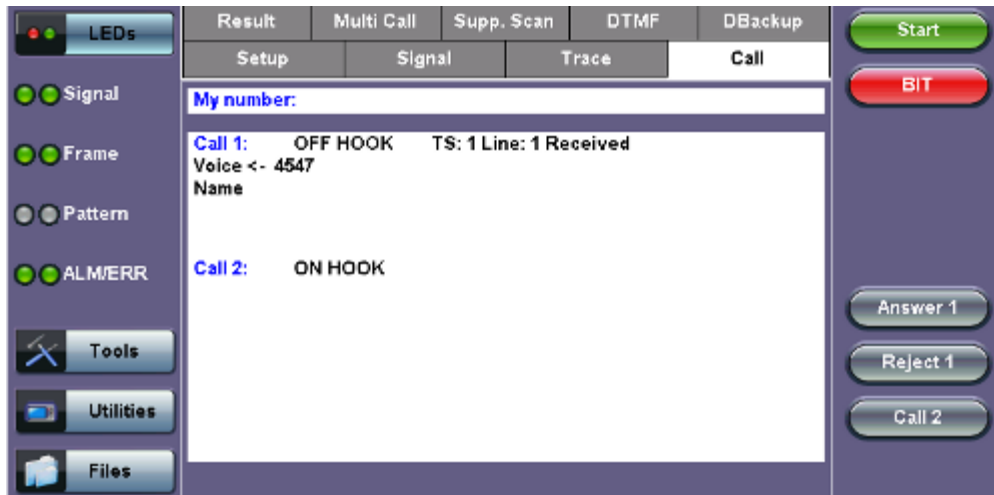 LEDs
Signal
Frame
Pattern
ALM/ERR
Tools
Utilities
Files
Result Multi Call Supp. Scan DTMF DBackup
Setup Signal Trace Call
My number:
Call 1: OFF HOOK TS: 1 Line: 1 Received
Voice <- 4547
Name
Call 2: ON HOOK
Start
BIT
Answer 1
Reject 1
Call 2